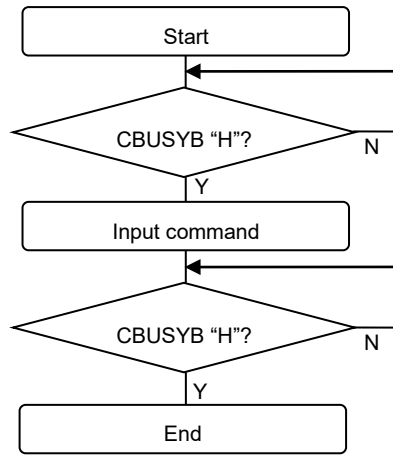 Start
CBUSYB “H”?
N
Y
Input command
CBUSYB “H”?
N
Y
End